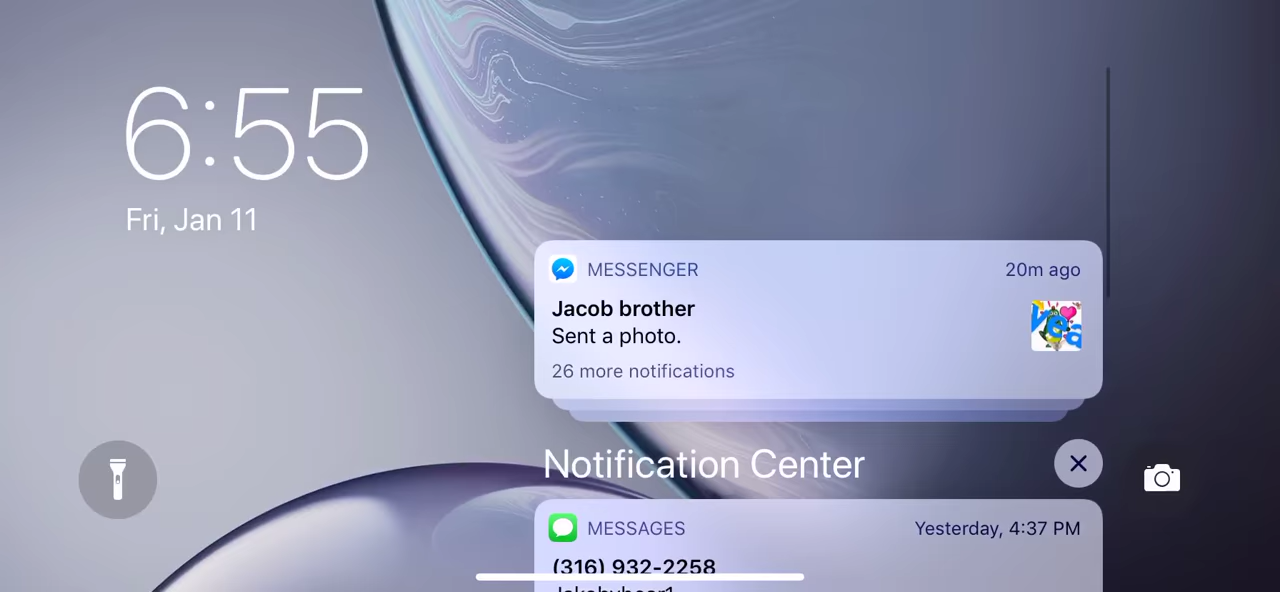 6:55
Fri, Jan 11
MESSENGER
20m ago
Jacob brother
Sent a photo.
26 more notifications
Notification Center
MESSAGES
Yesterday, 4:37 PM
(316) 932-2258